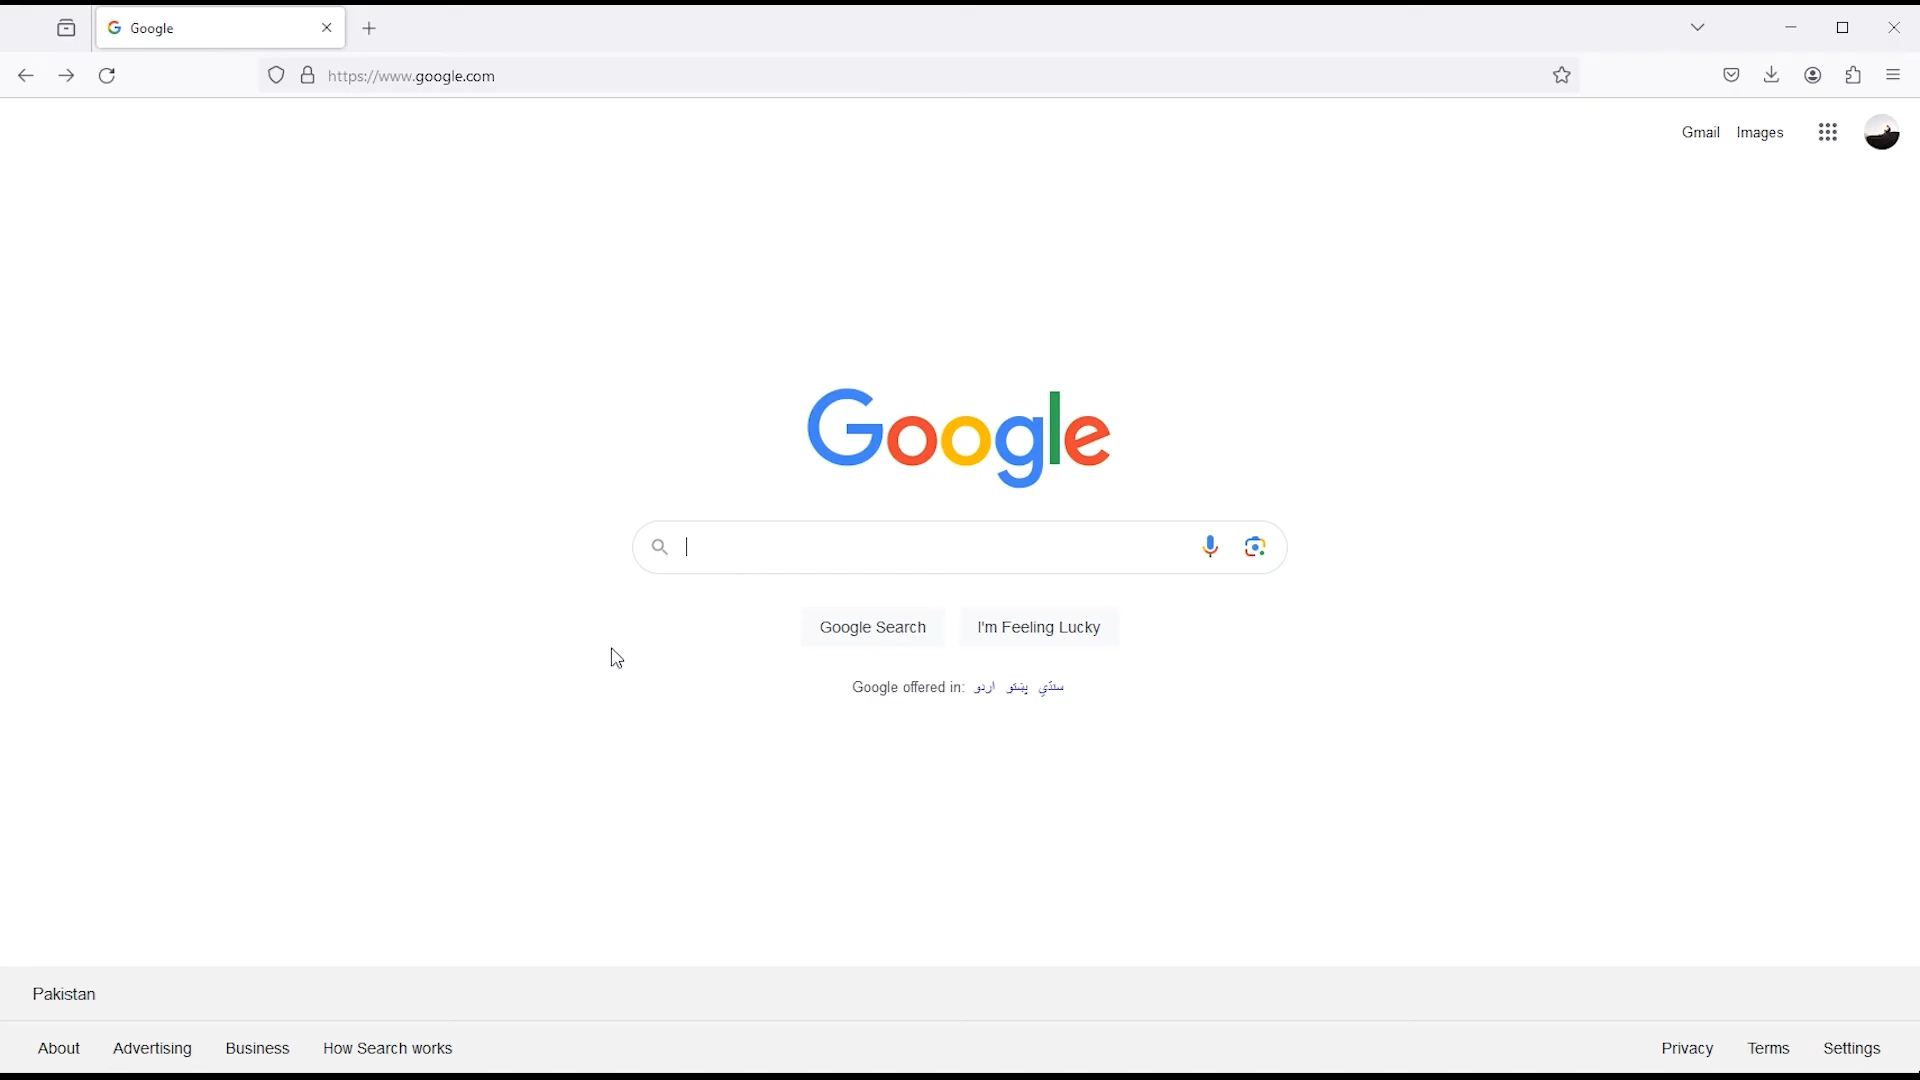 Google
https://www.google.com
Gmail Images
Google
Google Search I'm Feeling Lucky
Google offered in: اردو پښتو سنڌي
Pakistan
About Advertising Business How Search works Privacy Terms Settings